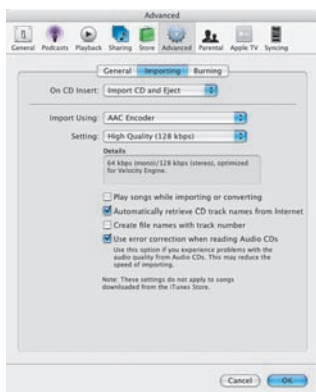 Advanced
General Podcasts Playback Sharing Store Advanced Parental Apple TV Syncing
General Importing Burning
On CD Insert: Import CD and Eject
Import Using: AAC Encoder
Setting: High Quality (128 kbps)
Details
64 kbps (mono)/128 kbps (stereo), optimized
for Velocity Engine.
Play songs while importing or converting
Automatically retrieve CD track names from Internet
Create file names with track number
Use error correction when reading Audio CDs
Use this option if you experience problems with the
audio quality from Audio CDs. This may reduce the
speed of importing.
Note: These settings do not apply to songs
downloaded from the iTunes Store.
Cancel OK